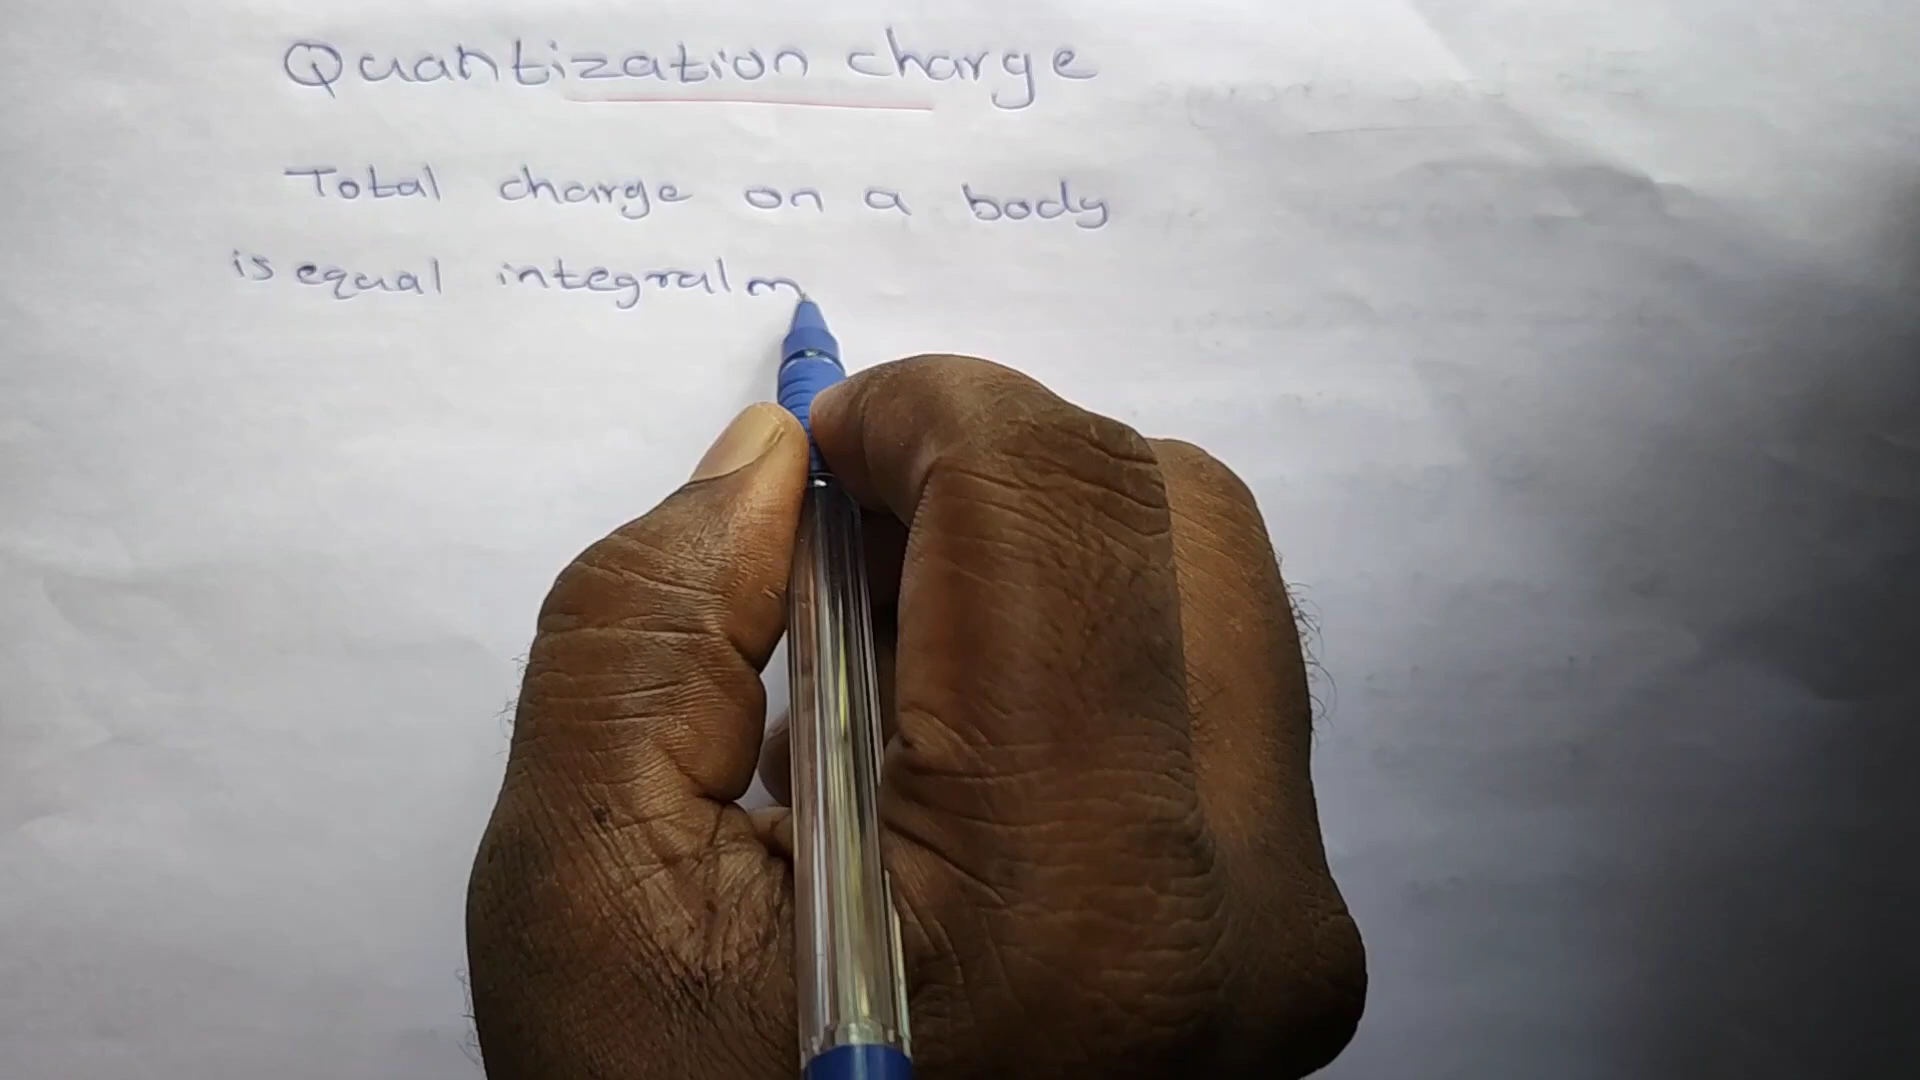 Quantization charge
Total charge on a body
is equal integral m